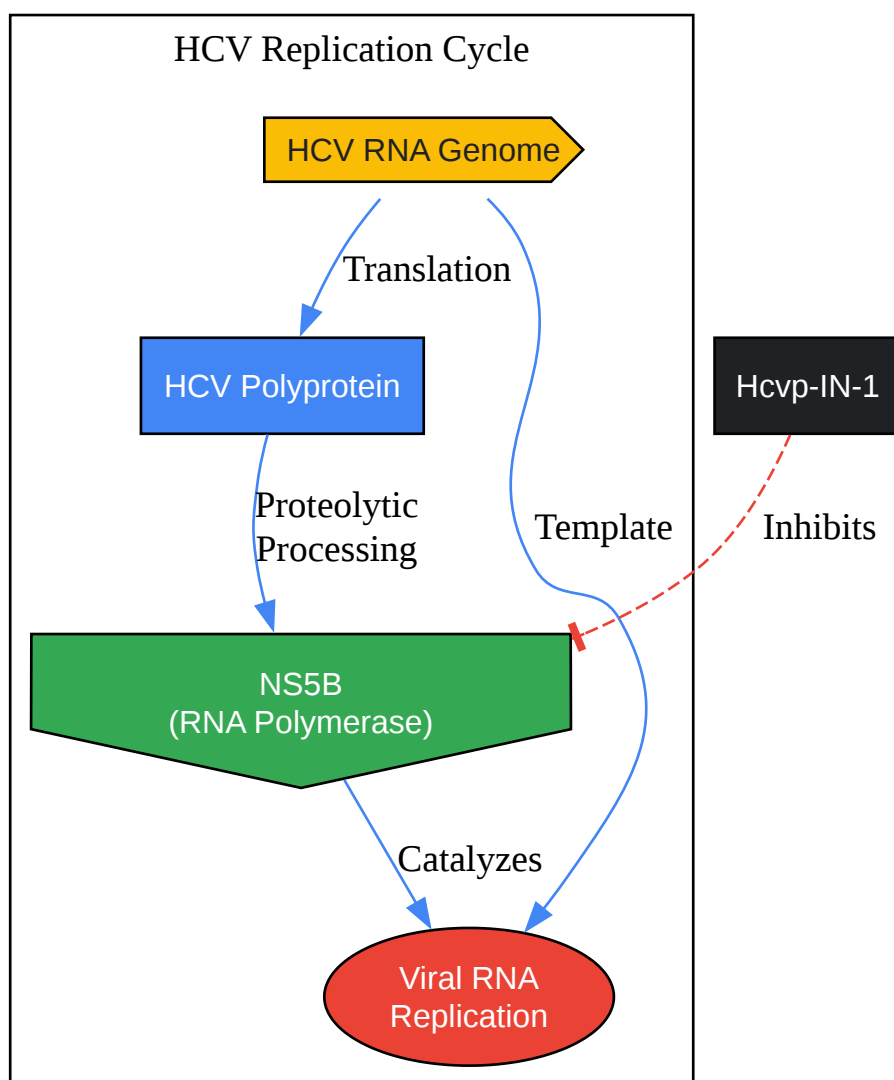 HCV Replication Cycle
HCV RNA Genome
Translation
HCV Polyprotein
Hcvp-IN-1
Proteolytic
Processing
Template
Inhibits
NS5B
(RNA Polymerase)
Catalyzes
Viral RNA
Replication